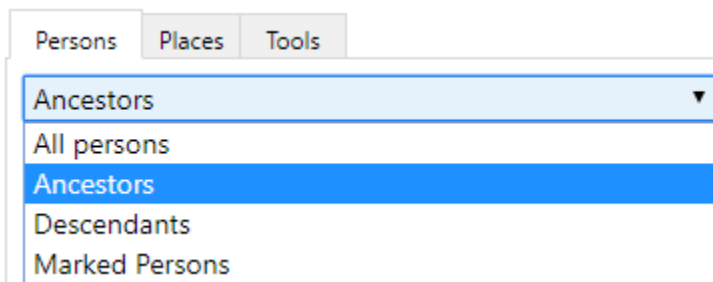 Persons Places Tools
Ancestors
All persons
Ancestors
Descendants
Marked Persons